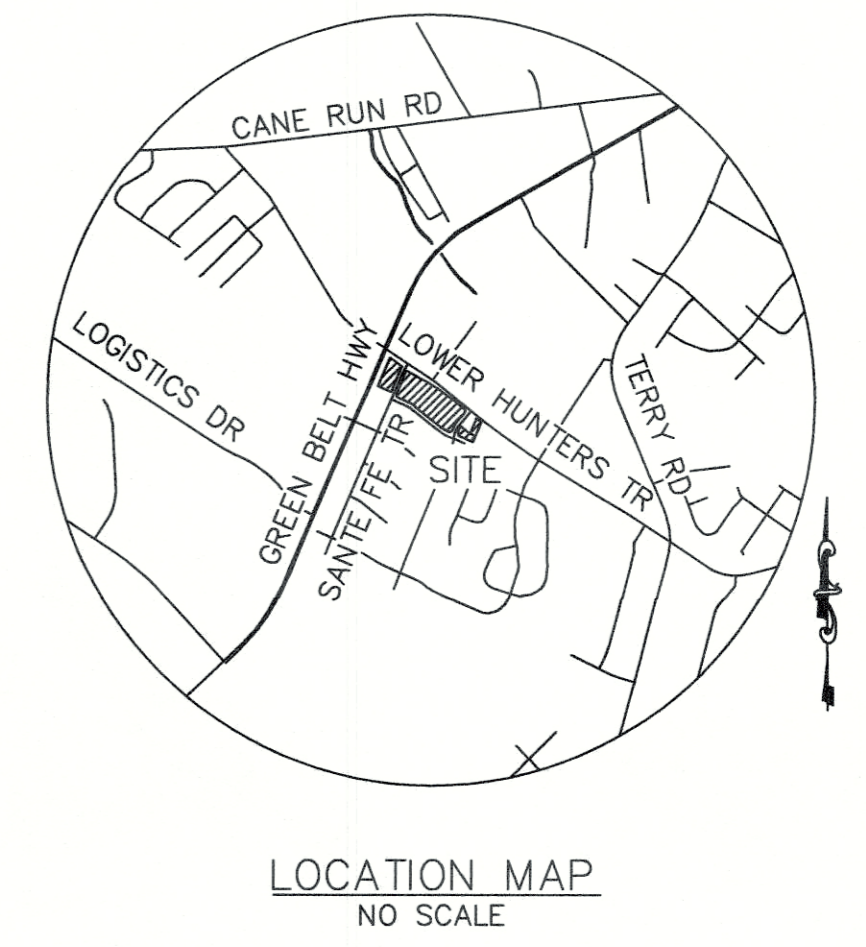 CANE RUN RD
LOGISTICS DR
GREEN BELT HWY
LOWER HUNTERS TR
TERRY RD
SANTE/FE TR
SITE
LOCATION MAP
NO SCALE